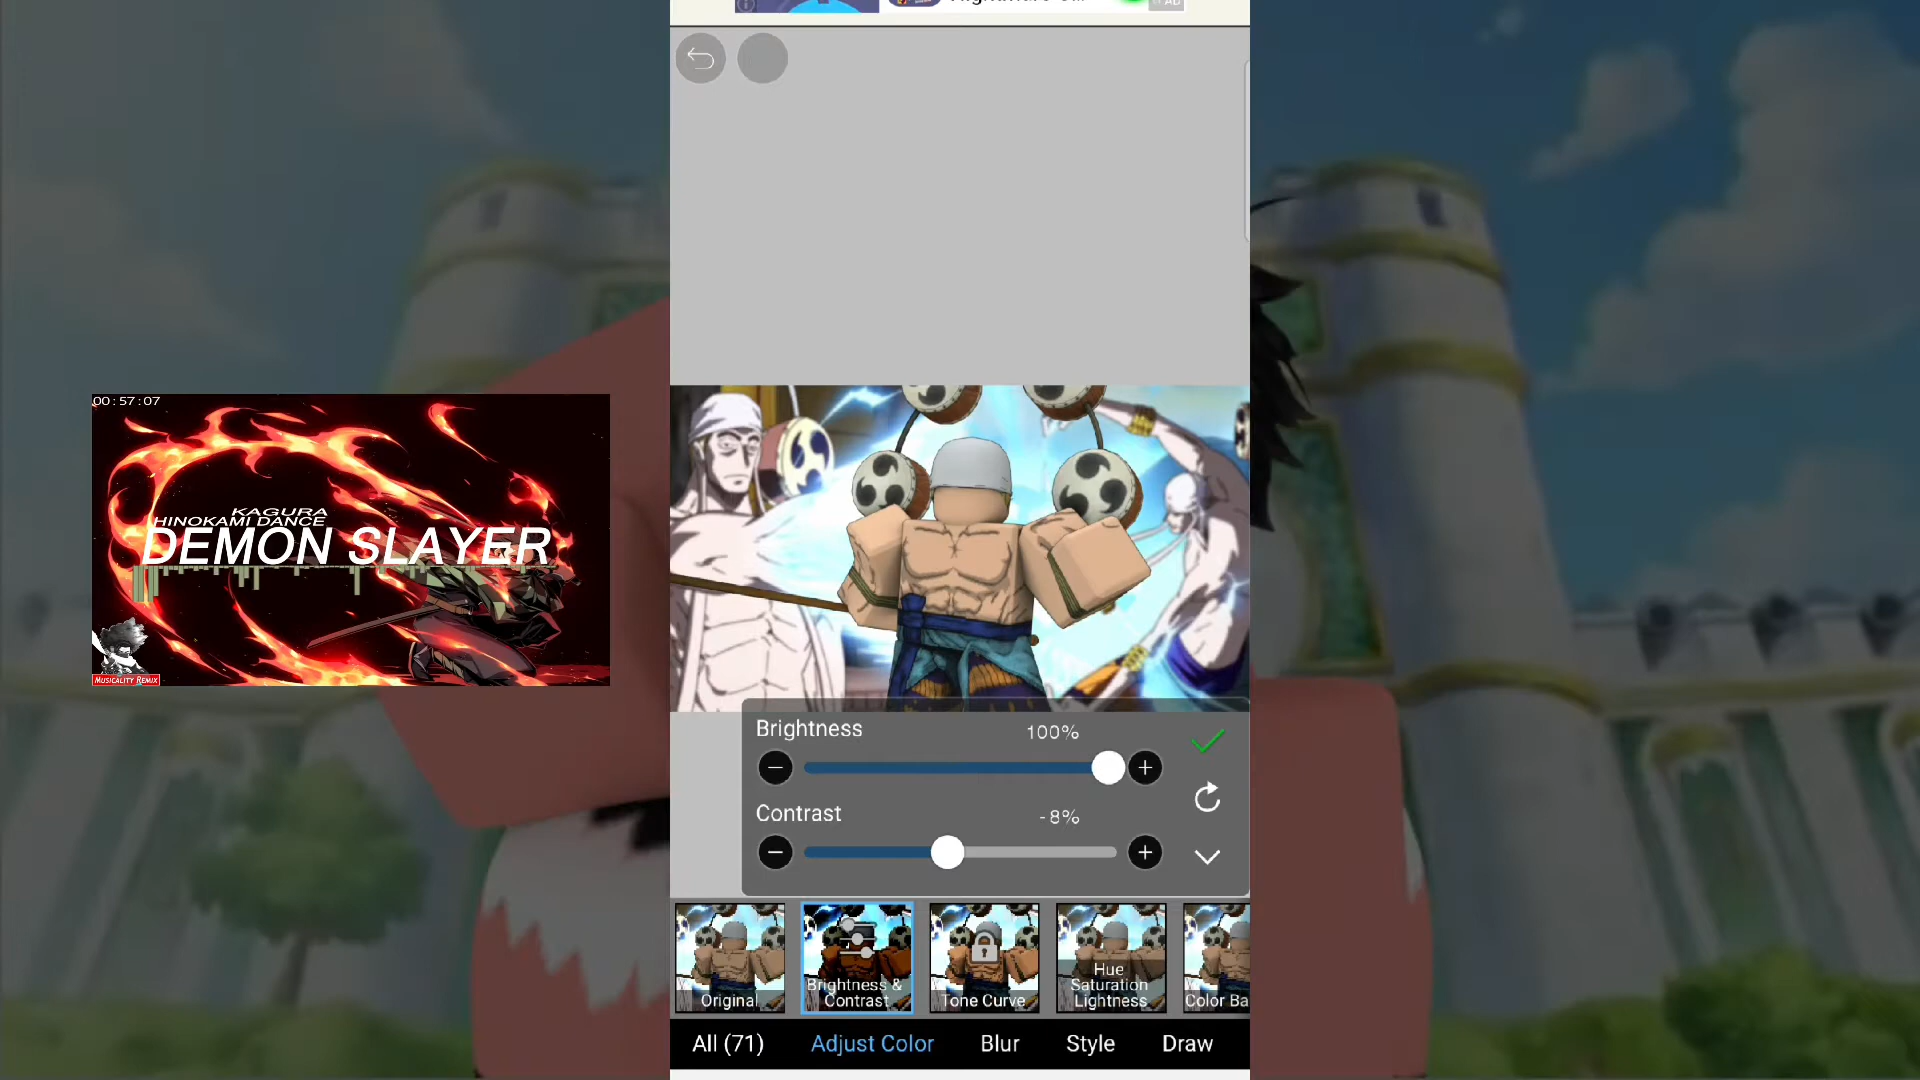 AD
00:57:07
KAGURA
HINOKAMI DANCE
DEMON SLAYER
MUSICALITY REMIX
Brightness
100%
Contrast
-8%
Original
Brightness &
Contrast
Tone Curve
Hue
Saturation
Lightness
Color Ba
All (71)
Adjust Color
Blur
Style
Draw